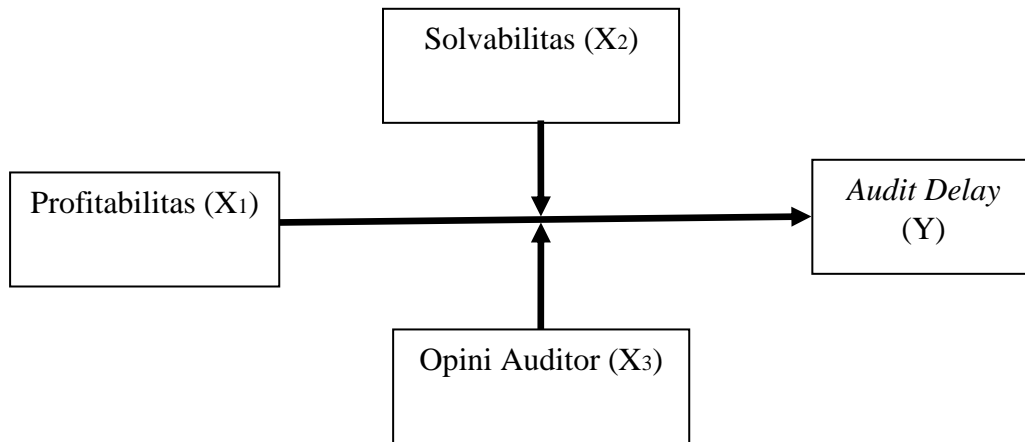 Solvabilitas (X2)
Profitabilitas (X1)
Audit Delay
(Y)
Opini Auditor (X3)